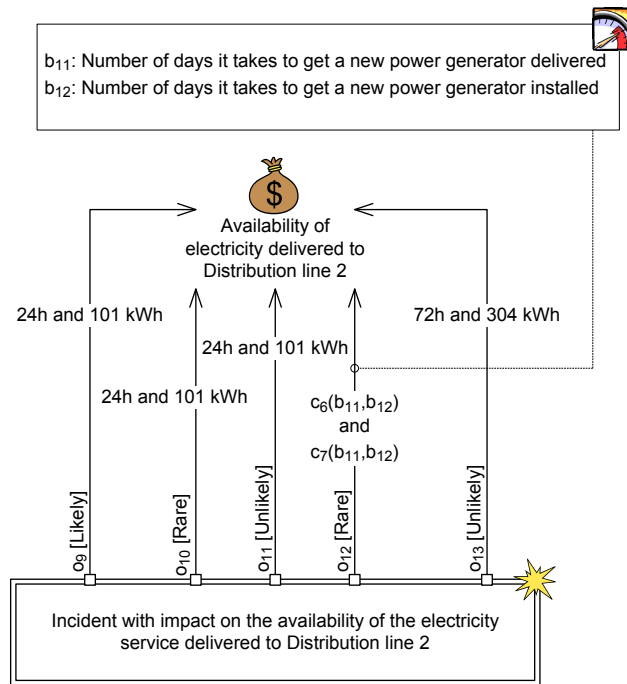 b11: Number of days it takes to get a new power generator delivered
b12: Number of days it takes to get a new power generator installed
$
Availability of
electricity delivered to
Distribution line 2
24h and 101 kWh
72h and 304 kWh
24h and 101 kWh
24h and 101 kWh
c6(b11,b12)
and
c7(b11,b12)
o9 [Likely]
o10 [Rare]
o11 [Unlikely]
o12 [Rare]
o13 [Unlikely]
Incident with impact on the availability of the electricity
service delivered to Distribution line 2